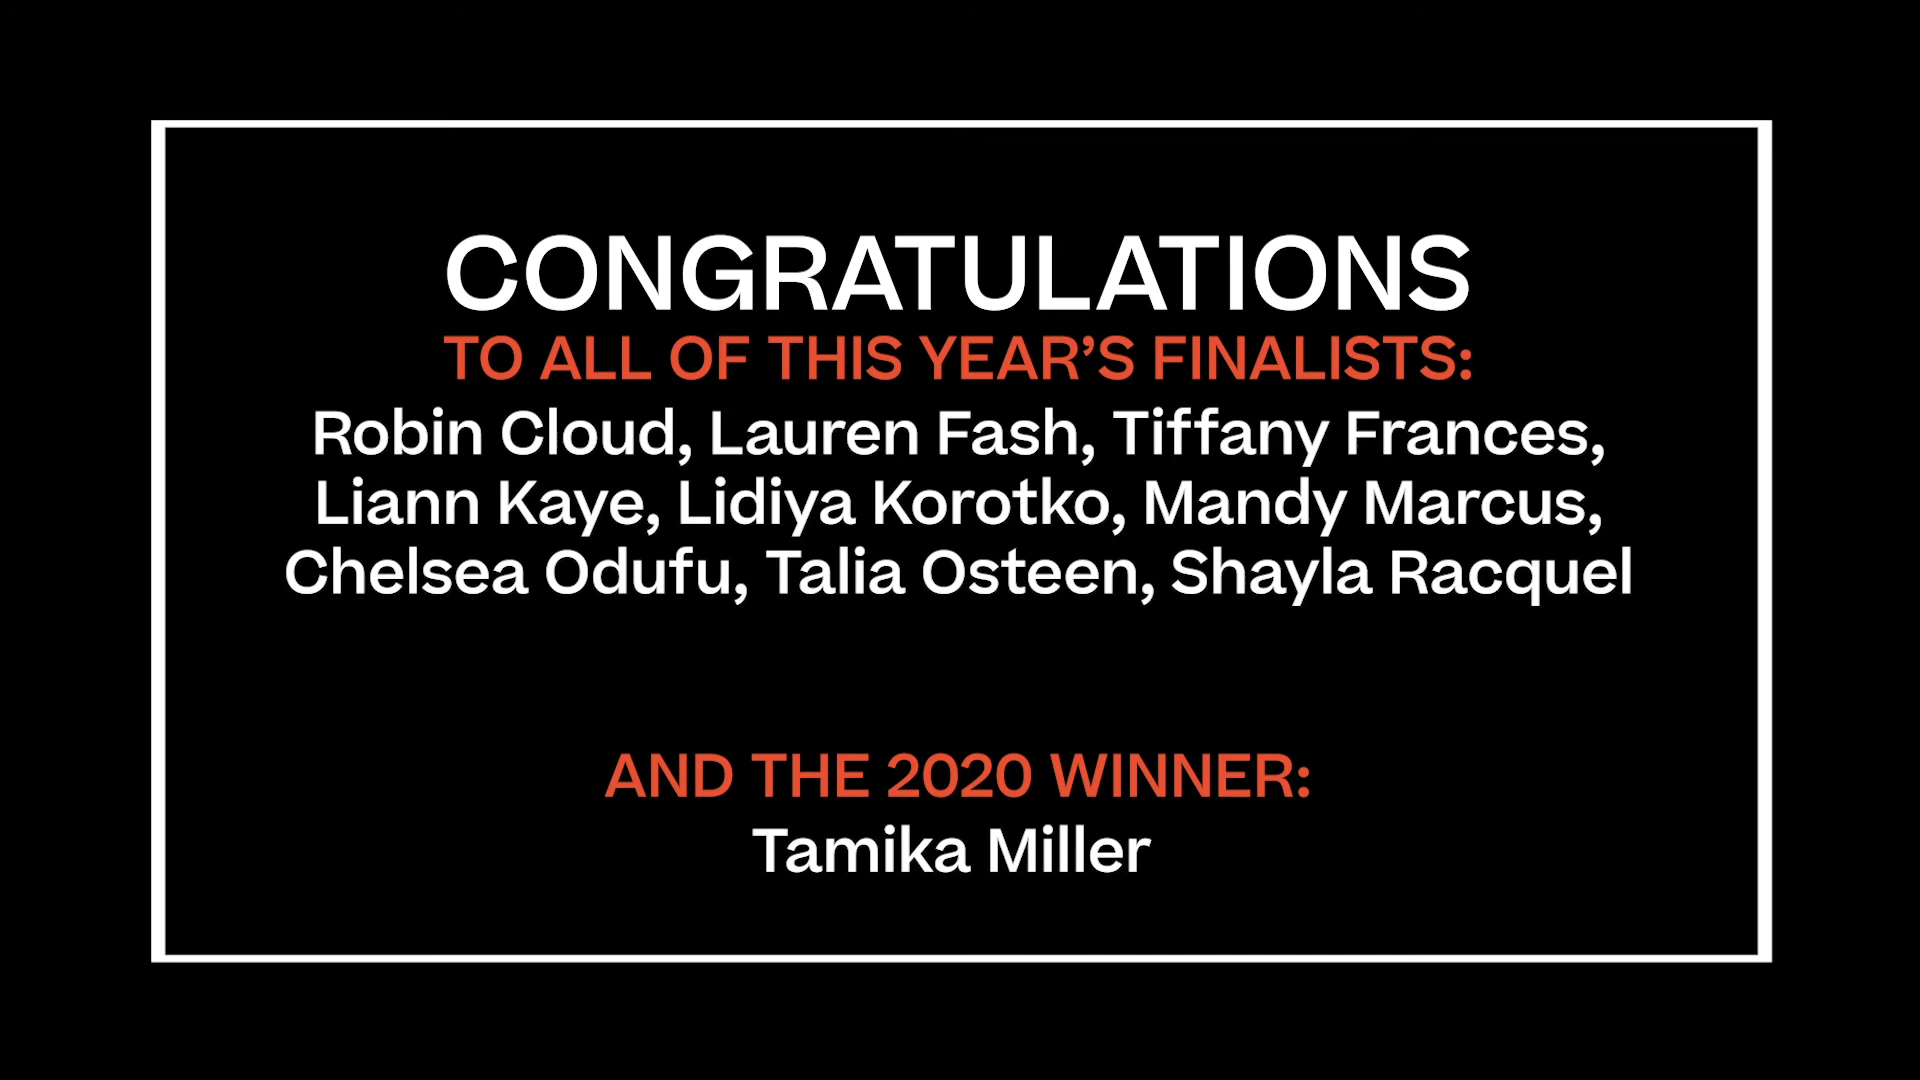 CONGRATULATIONS
TO ALL OF THIS YEAR’S FINALISTS:
Robin Cloud, Lauren Fash, Tiffany Frances,
Liann Kaye, Lidiya Korotko, Mandy Marcus,
Chelsea Odufu, Talia Osteen, Shayla Racquel
AND THE 2020 WINNER:
Tamika Miller